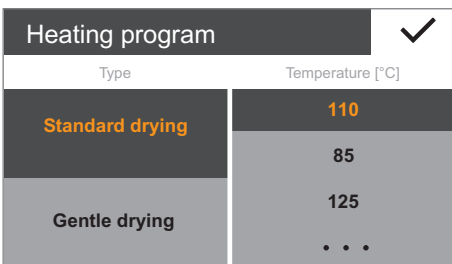 Heating program
Type
Temperature [°C]
Standard drying
110
85
125
Gentle drying
• • •